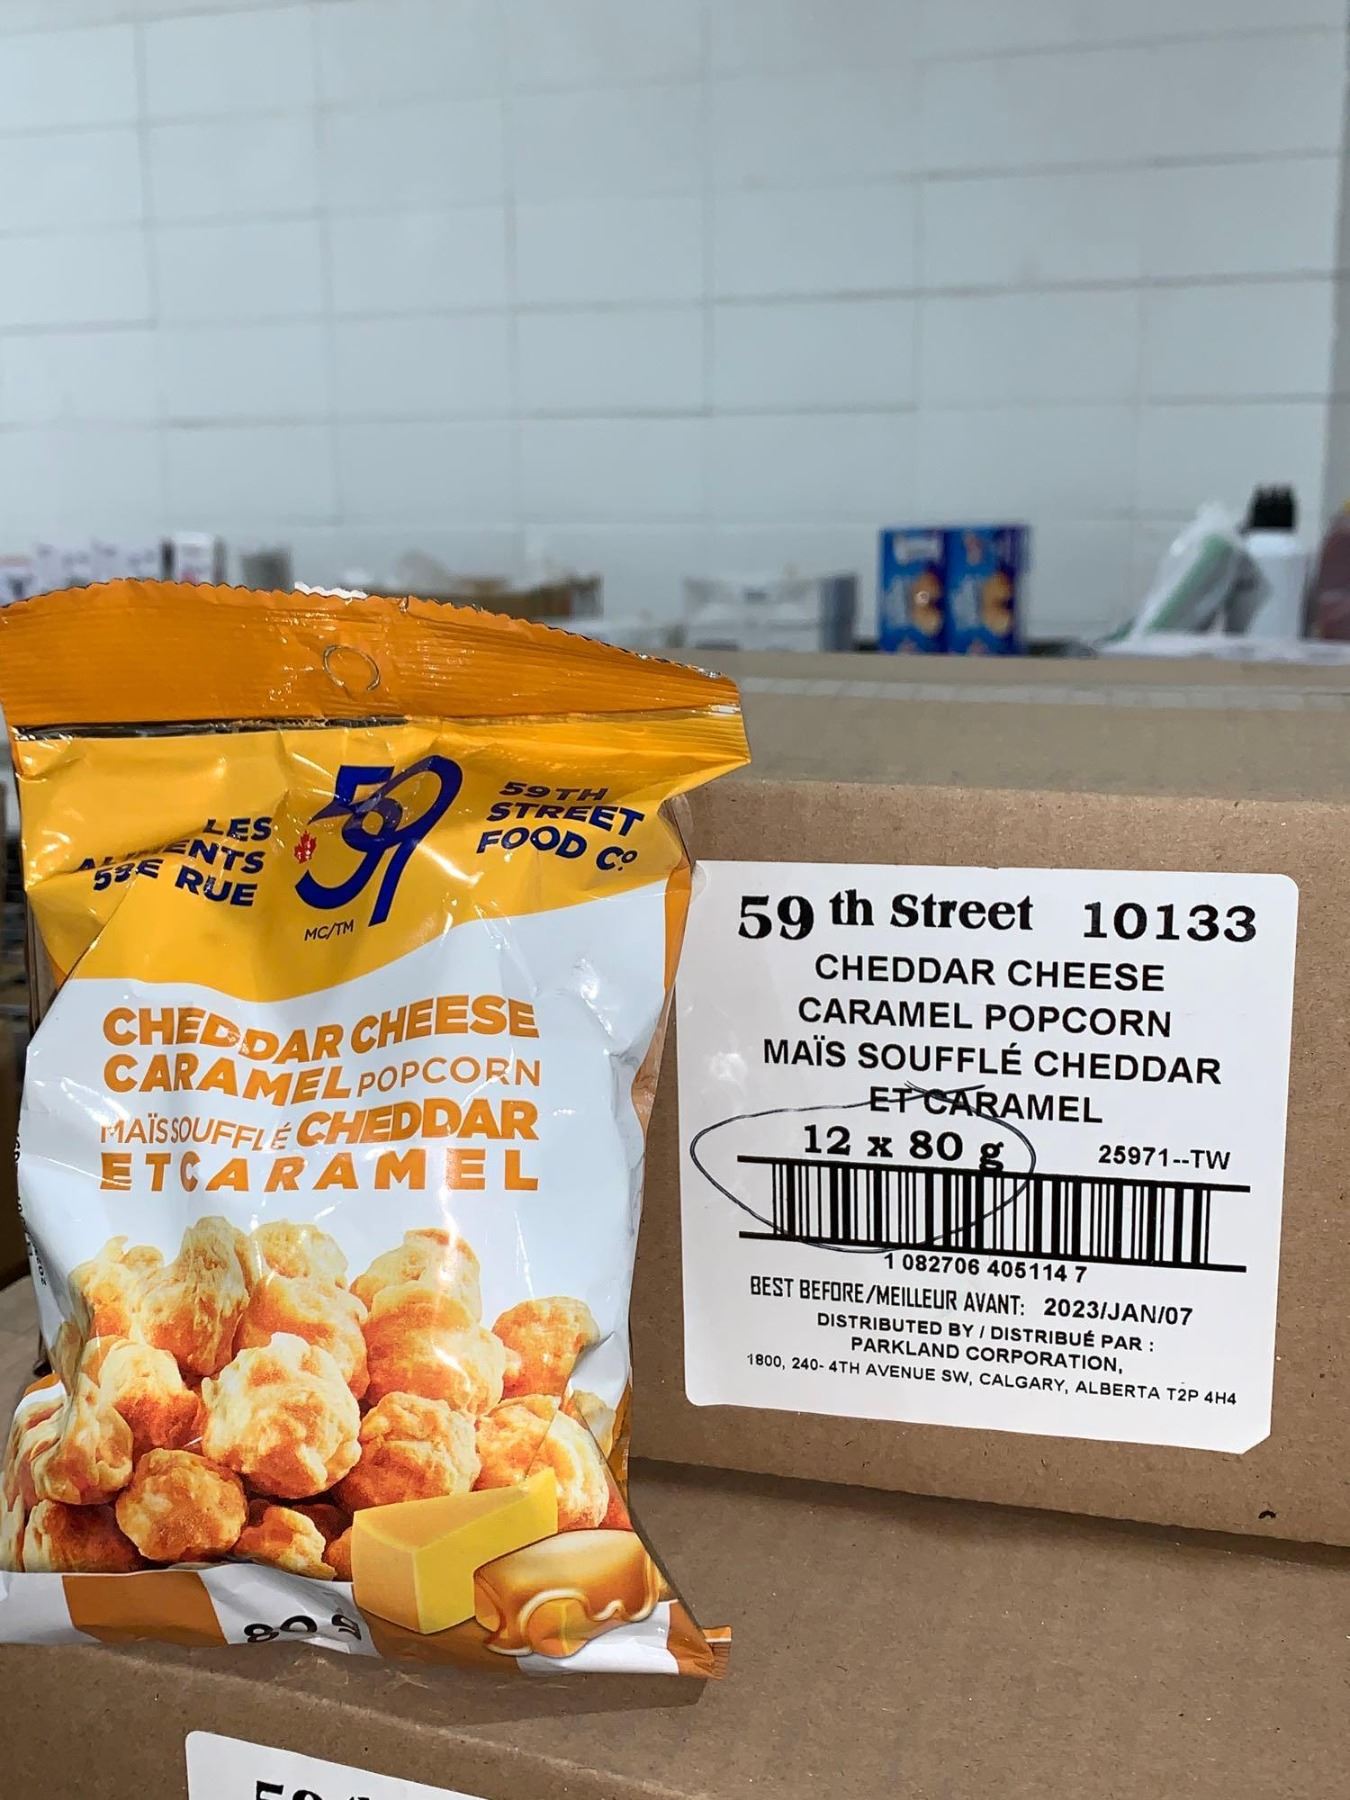 LES
ALIMENTS
59E RUE
59
MC/TM
59TH
STREET
FOOD Cº
CHEDDAR CHEESE
CARAMEL POPCORN
MAÏS SOUFFLÉ CHEDDAR
ET CARAMEL
80 g
59 th Street 10133
CHEDDAR CHEESE
CARAMEL POPCORN
MAÏS SOUFFLÉ CHEDDAR
ET CARAMEL
12 x 80 g
25971--TW
1 082706 405114 7
BEST BEFORE/MEILLEUR AVANT: 2023/JAN/07
DISTRIBUTED BY / DISTRIBUÉ PAR :
PARKLAND CORPORATION,
1800, 240- 4TH AVENUE SW, CALGARY, ALBERTA T2P 4H4